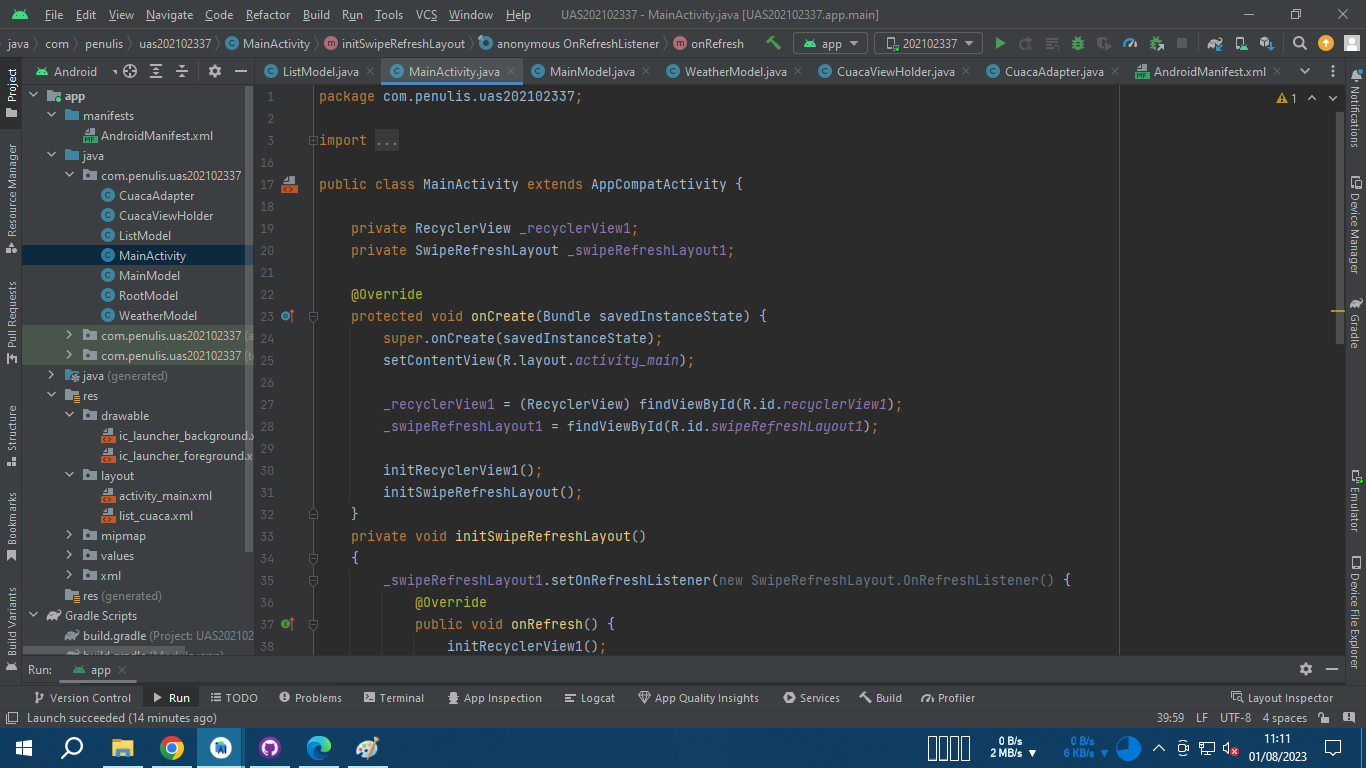 File Edit View Navigate Code Refactor Build Run Tools VCS Window Help UAS202102337 - MainActivity.java [UAS202102337.app.main]
java com penulis uas202102337 MainActivity initSwipeRefreshLayout anonymous OnRefreshListener onRefresh app 202102337
Android ListModel.java MainActivity.java MainModel.java WeatherModel.java CuacaViewHolder.java CuacaAdapter.java AndroidManifest.xml
Project
Resource Manager
Pull Requests
Structure
Bookmarks
Build Variants
app
manifests
AndroidManifest.xml
java
com.penulis.uas202102337
CuacaAdapter
CuacaViewHolder
ListModel
MainActivity
MainModel
RootModel
WeatherModel
com.penulis.uas202102337 (a
com.penulis.uas202102337 (t
java (generated)
res
drawable
ic_launcher_background.x
ic_launcher_foreground.x
layout
activity_main.xml
list_cuaca.xml
mipmap
values
xml
res (generated)
Gradle Scripts
build.gradle (Project: UAS202102
1 package com.penulis.uas202102337;
2
3 import ...
16
17 public class MainActivity extends AppCompatActivity {
18
19 private RecyclerView _recyclerView1;
20 private SwipeRefreshLayout _swipeRefreshLayout1;
21
22 @Override
23 protected void onCreate(Bundle savedInstanceState) {
24 super.onCreate(savedInstanceState);
25 setContentView(R.layout.activity_main);
26
27 _recyclerView1 = (RecyclerView) findViewById(R.id.recyclerView1);
28 _swipeRefreshLayout1 = findViewById(R.id.swipeRefreshLayout1);
29
30 initRecyclerView1();
31 initSwipeRefreshLayout();
32 }
33 private void initSwipeRefreshLayout()
34 {
35 _swipeRefreshLayout1.setOnRefreshListener(new SwipeRefreshLayout.OnRefreshListener() {
36 @Override
37 public void onRefresh() {
38 initRecyclerView1();
1
Notifications
Device Manager
Gradle
Emulator
Device File Explorer
Run: app
Version Control Run TODO Problems Terminal App Inspection Logcat App Quality Insights Services Build Profiler Layout Inspector
Launch succeeded (14 minutes ago) 39:59 LF UTF-8 4 spaces
0 B/s 0 B/s 11:11
2 MB/s 6 KB/s 01/08/2023